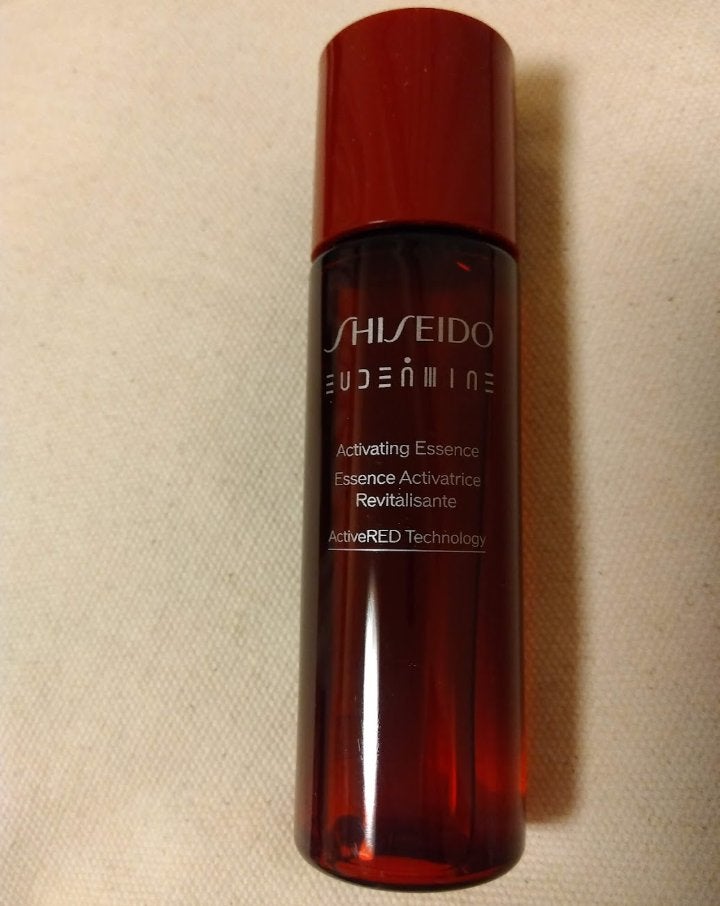 SHISEIDO
EUDERMINE
Activating Essence
Essence Activatrice
Revitalisante
ActiveRED Technology